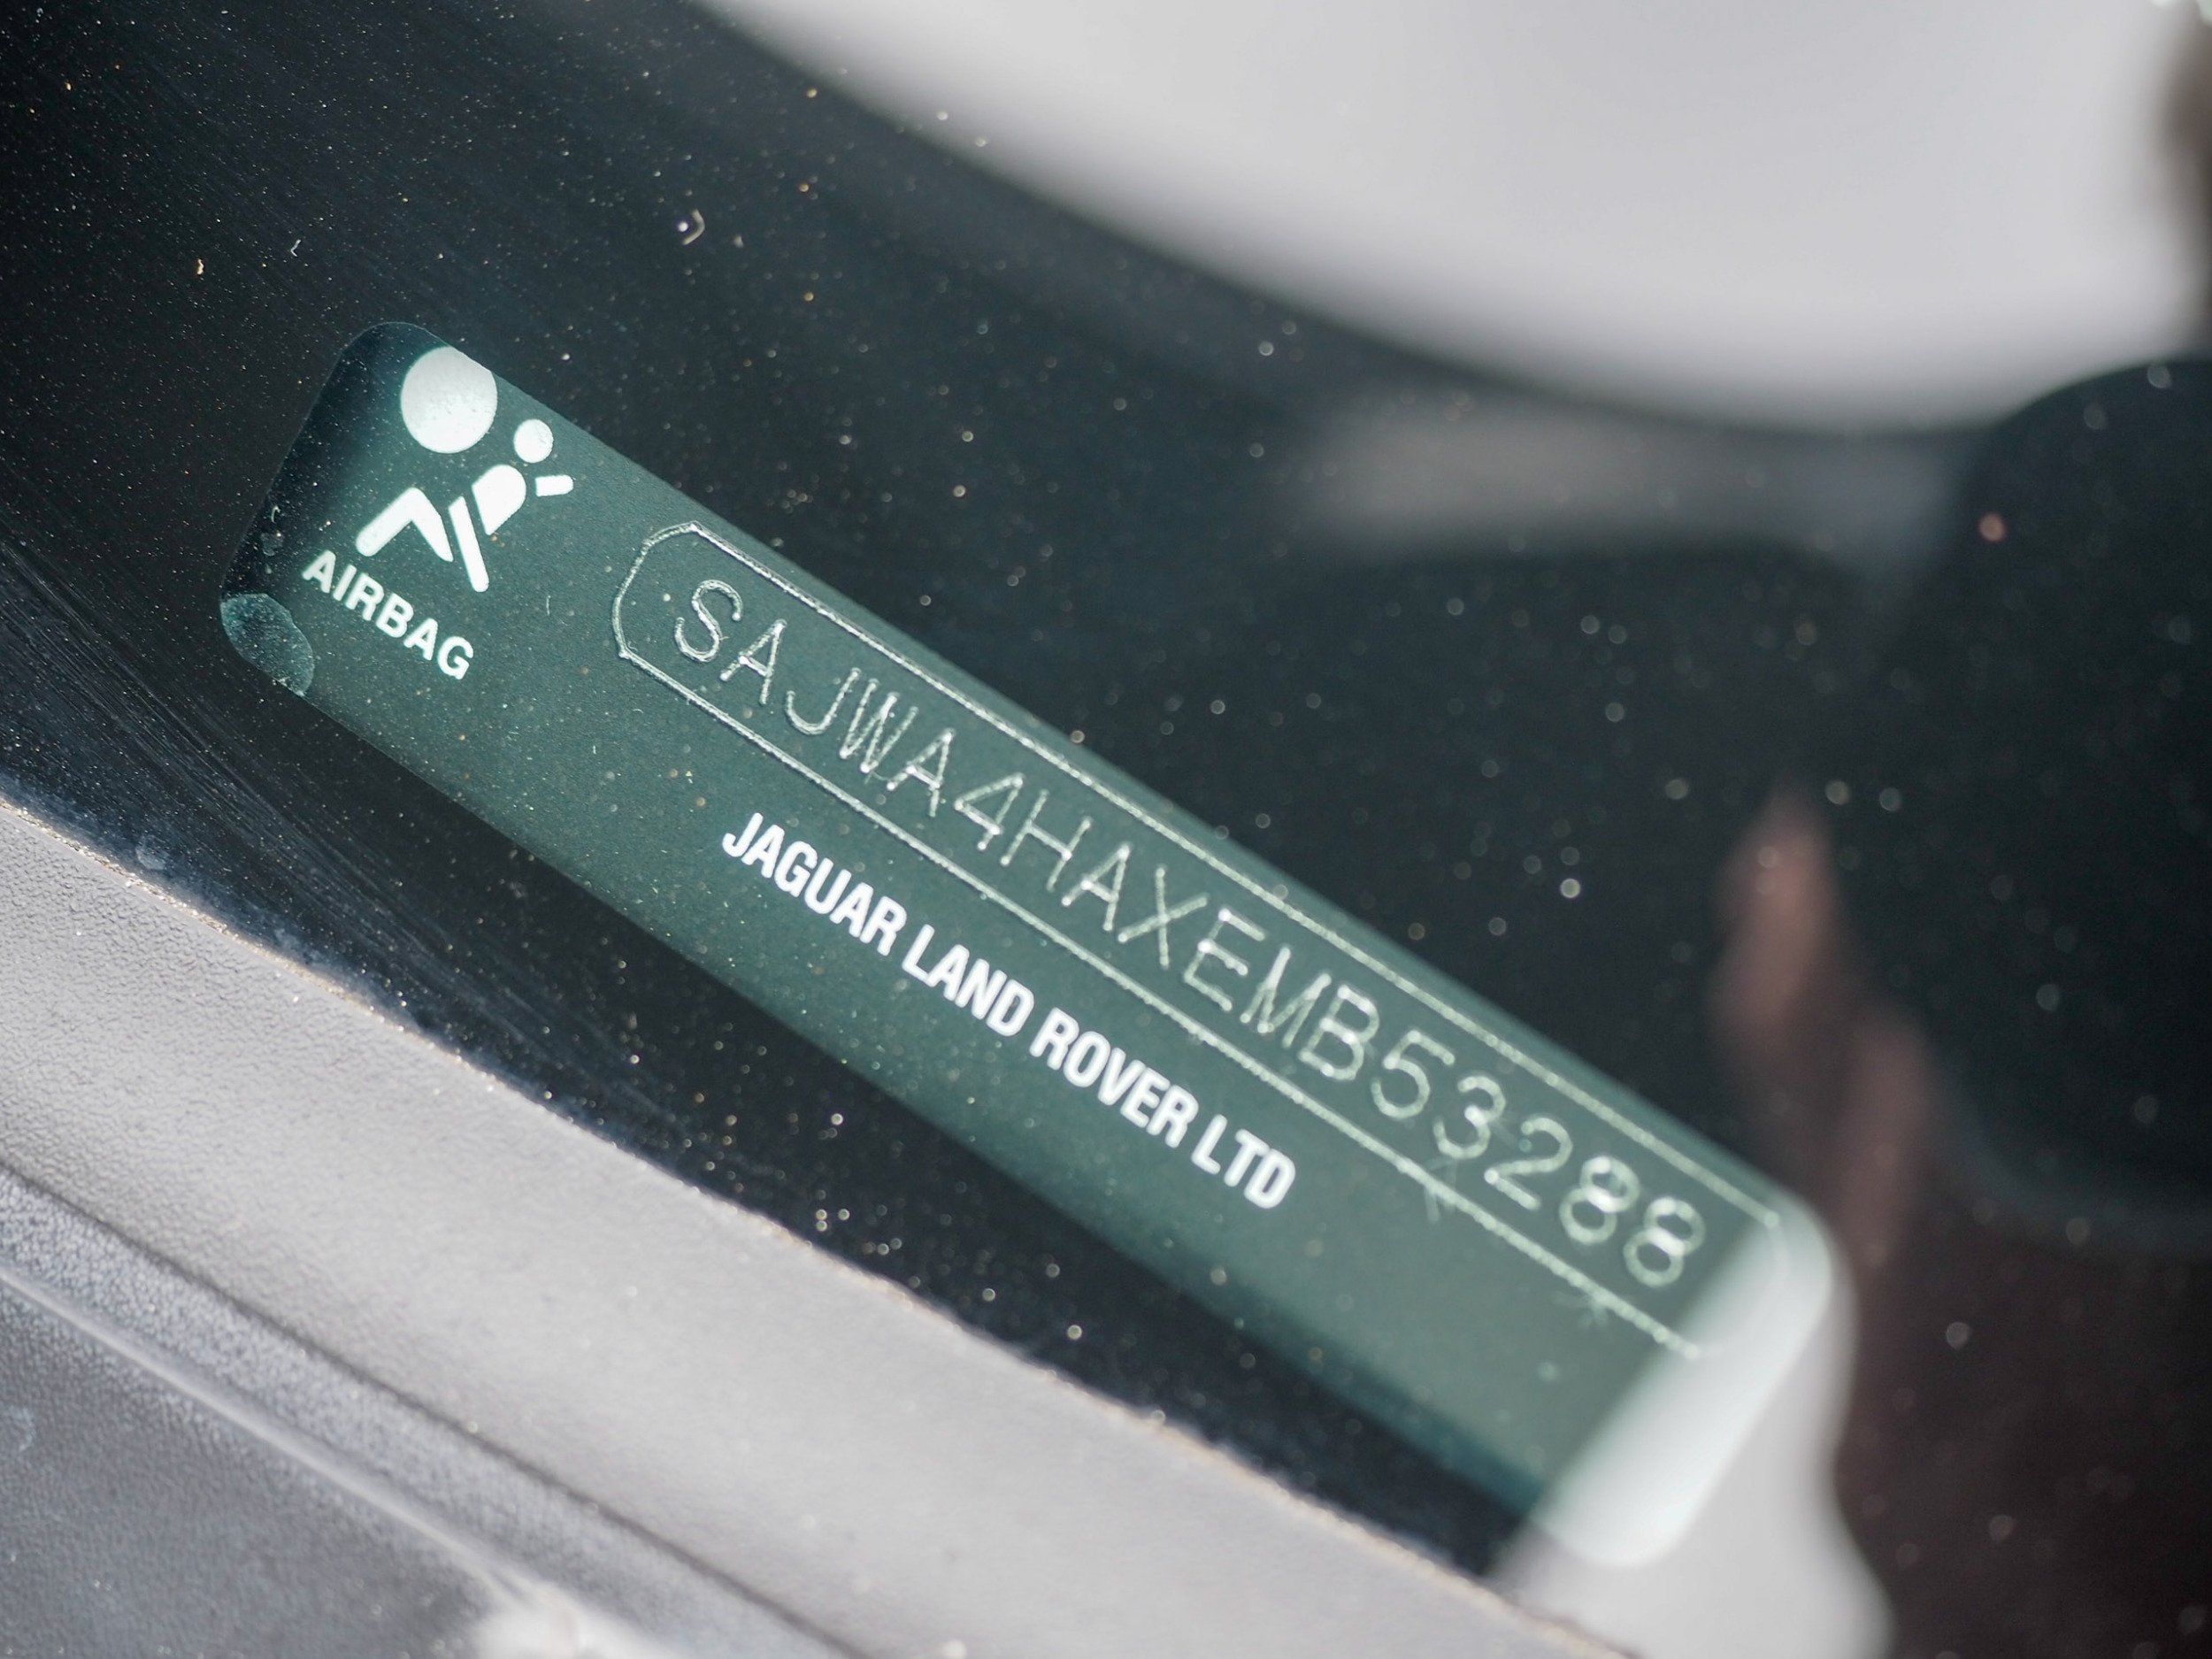 AIRBAG
SAJWA4HAXEMB53288
JAGUAR LAND ROVER LTD